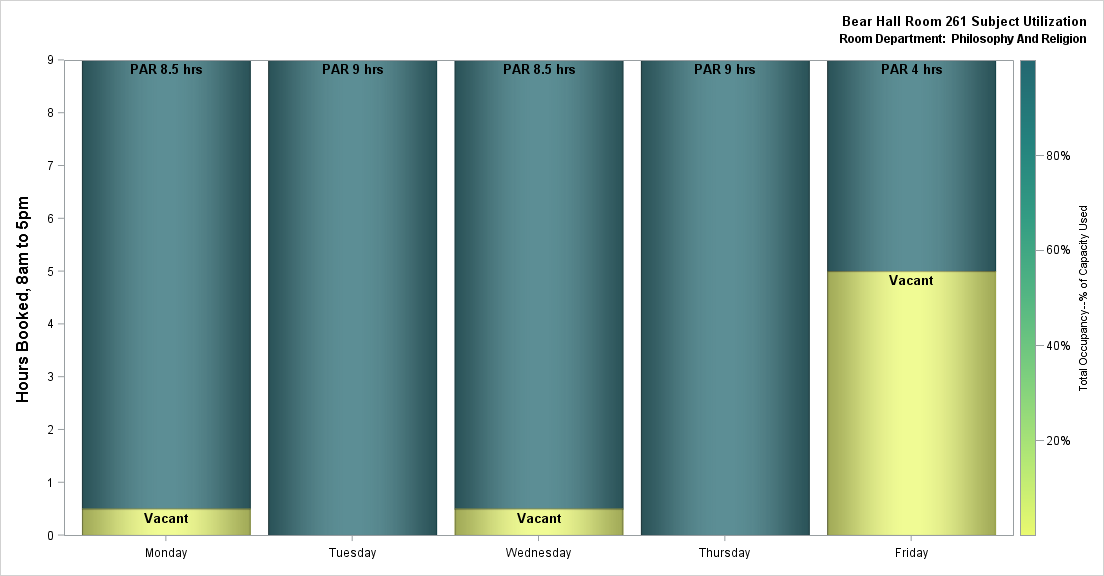 Bear Hall Room 261 Subject Utilization
Room Department: Philosophy And Religion
Hours Booked, 8am to 5pm
9
8
7
6
5
4
3
2
1
0
PAR 8.5 hrs
PAR 9 hrs
PAR 8.5 hrs
PAR 9 hrs
PAR 4 hrs
Vacant
Vacant
Vacant
Monday
Tuesday
Wednesday
Thursday
Friday
80%
60%
40%
20%
Total Occupancy--% of Capacity Used